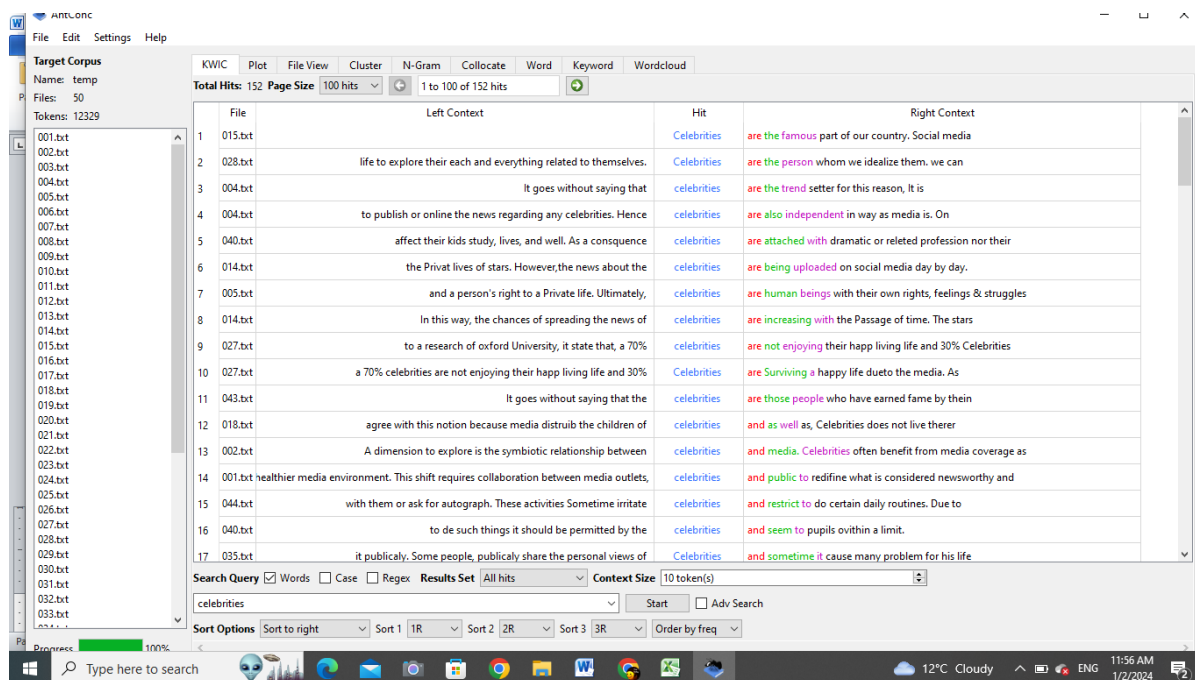 AntConc
File Edit Settings Help
Target Corpus
Name: temp
Files: 50
Tokens: 12329
001.txt
002.txt
003.txt
004.txt
005.txt
006.txt
007.txt
008.txt
009.txt
010.txt
011.txt
012.txt
013.txt
014.txt
015.txt
016.txt
017.txt
018.txt
019.txt
020.txt
021.txt
022.txt
023.txt
024.txt
025.txt
026.txt
027.txt
028.txt
029.txt
030.txt
031.txt
032.txt
033.txt
Progress 100%
KWIC Plot File View Cluster N-Gram Collocate Word Keyword Wordcloud
Total Hits: 152 Page Size 100 hits 1 to 100 of 152 hits
File Left Context Hit Right Context
1 015.txt Celebrities are the famous part of our country. Social media
2 028.txt life to explore their each and everything related to themselves. Celebrities are the person whom we idealize them. we can
3 004.txt It goes without saying that celebrities are the trend setter for this reason, It is
4 004.txt to publish or online the news regarding any celebrities. Hence celebrities are also independent in way as media is. On
5 040.txt affect their kids study, lives, and well. As a consquence celebrities are attached with dramatic or releted profession nor their
6 014.txt the Privat lives of stars. However,the news about the celebrities are being uploaded on social media day by day.
7 005.txt and a person's right to a Private life. Ultimately, celebrities are human beings with their own rights, feelings & struggles
8 014.txt In this way, the chances of spreading the news of celebrities are increasing with the Passage of time. The stars
9 027.txt to a research of oxford University, it state that, a 70% celebrities are not enjoying their happ living life and 30% Celebrities
10 027.txt a 70% celebrities are not enjoying their happ living life and 30% Celebrities are Surviving a happy life dueto the media. As
11 043.txt It goes without saying that the celebrities are those people who have earned fame by thein
12 018.txt agree with this notion because media distruib the children of celebrities and as well as, Celebrities does not live therer
13 002.txt A dimension to explore is the symbiotic relationship between celebrities and media. Celebrities often benefit from media coverage as
14 001.txt healthier media environment. This shift requires collaboration between media outlets, celebrities and public to redifine what is considered newsworthy and
15 044.txt with them or ask for autograph. These activities Sometime irritate celebrities and restrict to do certain daily routines. Due to
16 040.txt to de such things it should be permitted by the celebrities and seem to pupils ovithin a limit.
17 035.txt it publicaly. Some people, publicaly share the personal views of Celebrities and sometime it cause many problem for his life
Search Query Words Case Regex Results Set All hits Context Size 10 token(s)
celebrities Start Adv Search
Sort Options Sort to right Sort 1 1R Sort 2 2R Sort 3 3R Order by freq
Type here to search 12°C Cloudy ENG 11:56 AM
1/2/2024